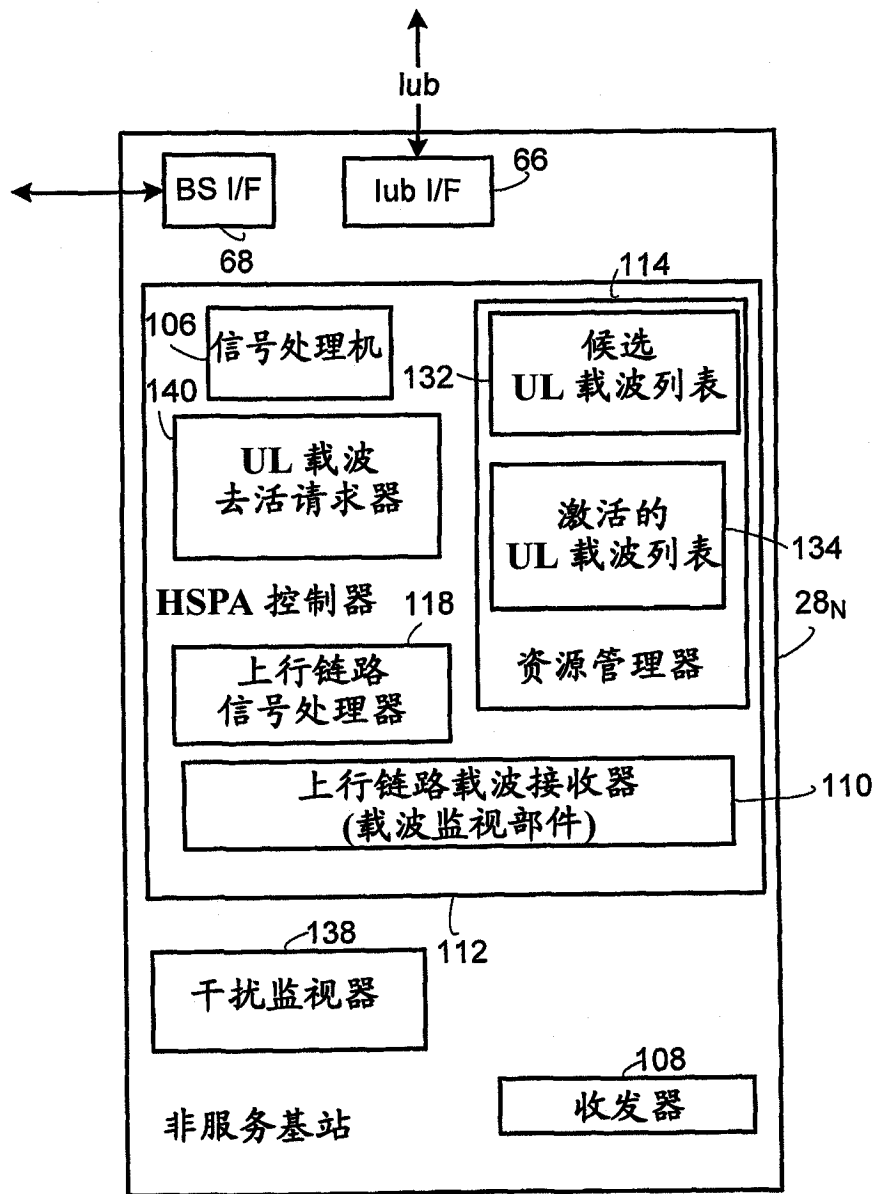 Iub
BS I/F
Iub I/F
66
68
114
106
信号处理机
候选
UL 载波列表
132
140
UL 载波
去活请求器
激活的
UL 载波列表
134
HSPA 控制器
118
28N
上行链路
信号处理器
资源管理器
上行链路载波接收器
(载波监视部件)
110
112
138
干扰监视器
108
收发器
非服务基站